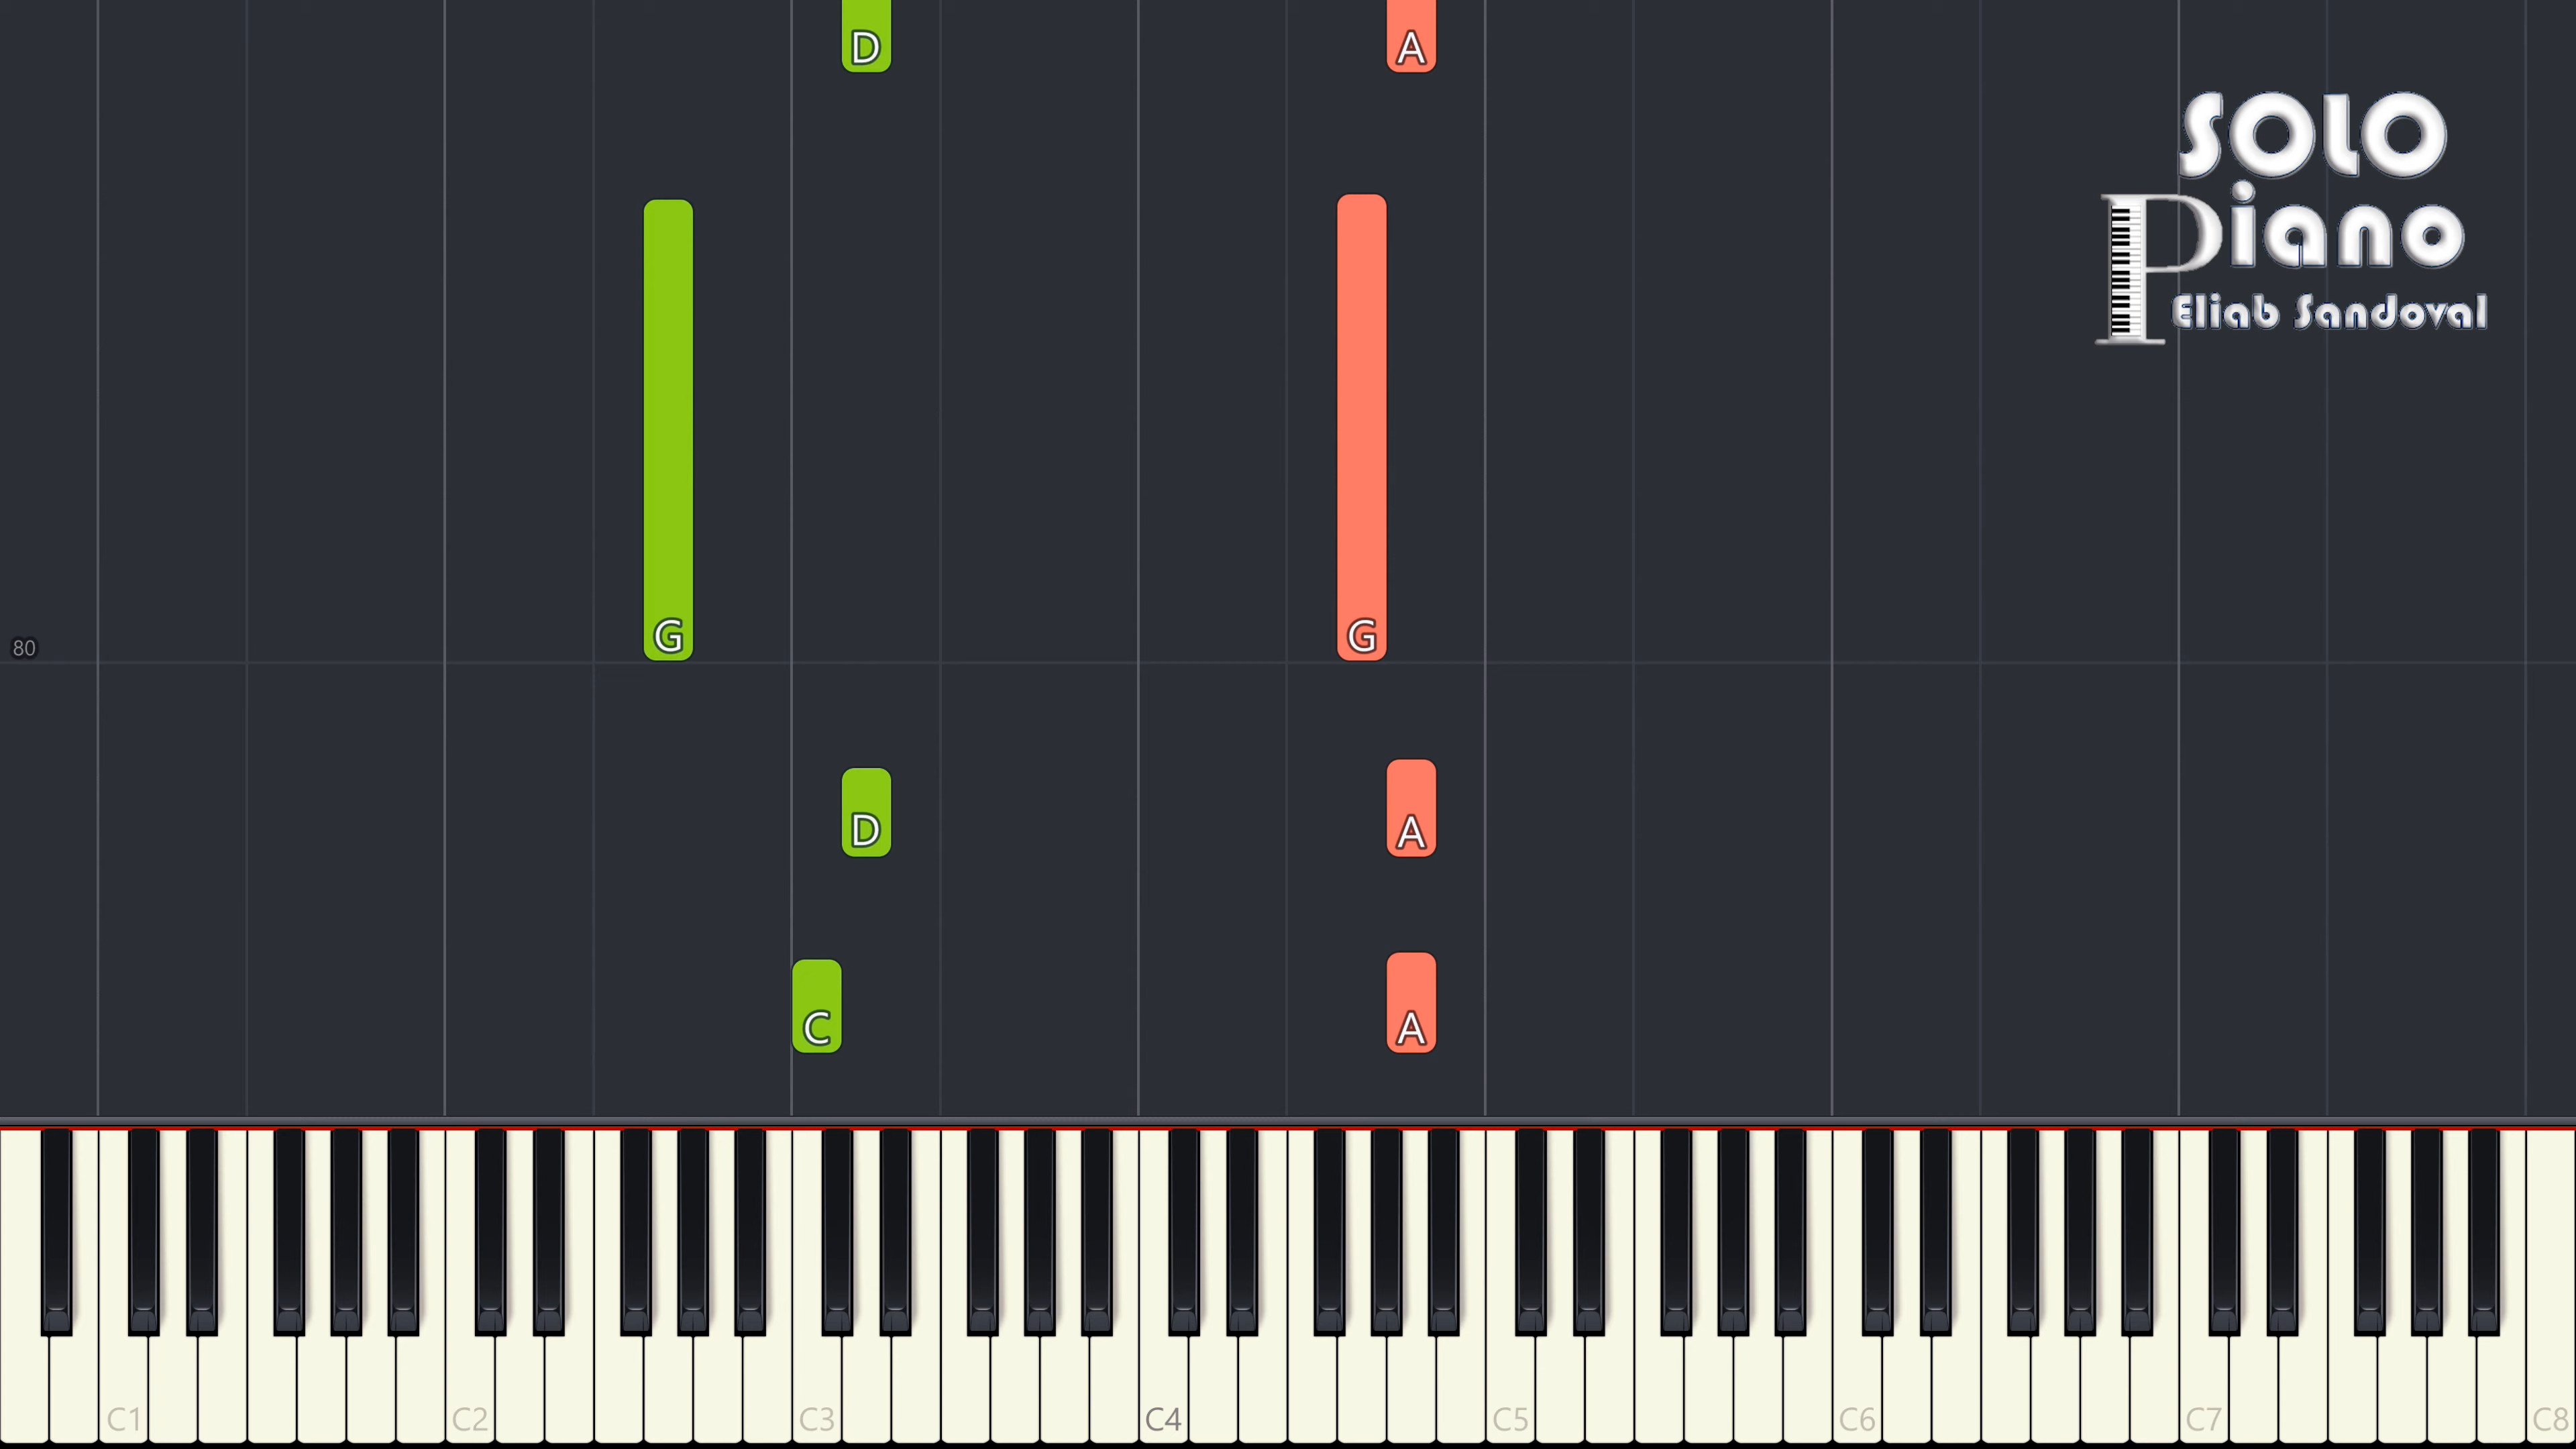 D A
SOLO
Piano
Eliab Sandoval
G G
80
D A
C A
C1 C2 C3 C4 C5 C6 C7 C8